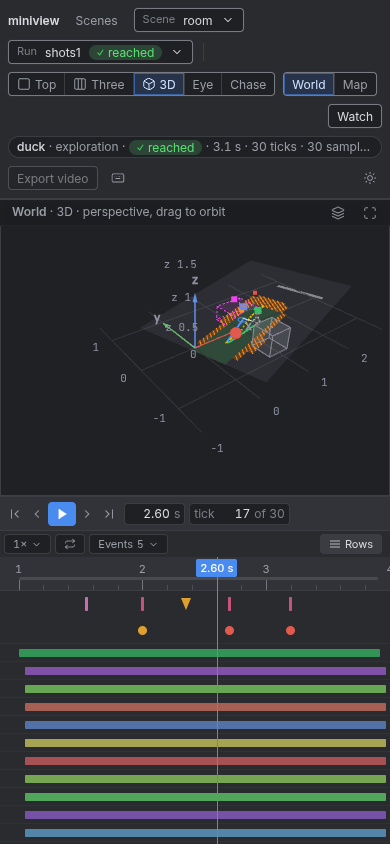 miniview Scenes Scene room
Run shots1 ✓ reached
Top Three 3D Eye Chase World Map
Watch
duck · exploration · ✓ reached · 3.1 s · 30 ticks · 30 sampl...
Export video
World · 3D · perspective, drag to orbit
z 1.5
z
z 1
y
z 0.5
0
1
0
-1
-1
0
1
2
2.60 s tick 17 of 30
1× Events 5 Rows
1 2 2.60 s 3 4